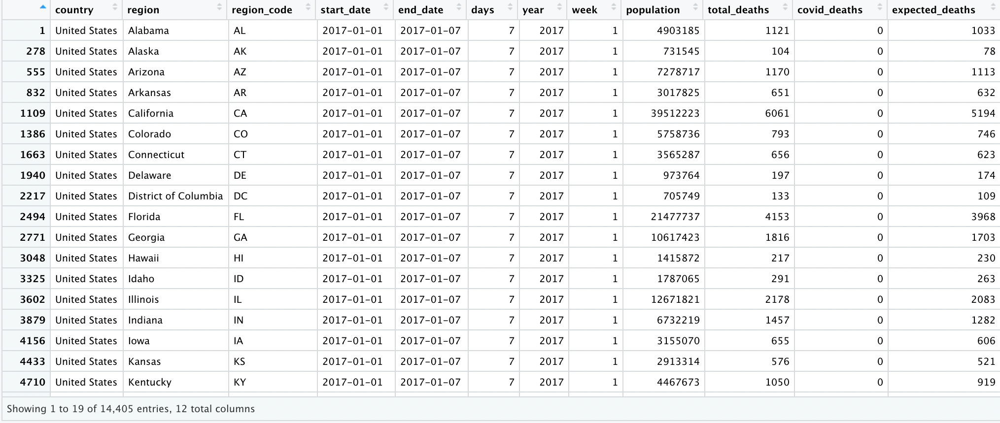 country region region_code start_date end_date days year week population total_deaths covid_deaths expected_deaths
1 United States Alabama AL 2017-01-01 2017-01-07 7 2017 1 4903185 1121 0 1033
278 United States Alaska AK 2017-01-01 2017-01-07 7 2017 1 731545 104 0 78
555 United States Arizona AZ 2017-01-01 2017-01-07 7 2017 1 7278717 1170 0 1113
832 United States Arkansas AR 2017-01-01 2017-01-07 7 2017 1 3017825 651 0 632
1109 United States California CA 2017-01-01 2017-01-07 7 2017 1 39512223 6061 0 5194
1386 United States Colorado CO 2017-01-01 2017-01-07 7 2017 1 5758736 793 0 746
1663 United States Connecticut CT 2017-01-01 2017-01-07 7 2017 1 3565287 656 0 623
1940 United States Delaware DE 2017-01-01 2017-01-07 7 2017 1 973764 197 0 174
2217 United States District of Columbia DC 2017-01-01 2017-01-07 7 2017 1 705749 133 0 109
2494 United States Florida FL 2017-01-01 2017-01-07 7 2017 1 21477737 4153 0 3968
2771 United States Georgia GA 2017-01-01 2017-01-07 7 2017 1 10617423 1816 0 1703
3048 United States Hawaii HI 2017-01-01 2017-01-07 7 2017 1 1415872 217 0 230
3325 United States Idaho ID 2017-01-01 2017-01-07 7 2017 1 1787065 291 0 263
3602 United States Illinois IL 2017-01-01 2017-01-07 7 2017 1 12671821 2178 0 2083
3879 United States Indiana IN 2017-01-01 2017-01-07 7 2017 1 6732219 1457 0 1282
4156 United States Iowa IA 2017-01-01 2017-01-07 7 2017 1 3155070 655 0 606
4433 United States Kansas KS 2017-01-01 2017-01-07 7 2017 1 2913314 576 0 521
4710 United States Kentucky KY 2017-01-01 2017-01-07 7 2017 1 4467673 1050 0 919
Showing 1 to 19 of 14,405 entries, 12 total columns